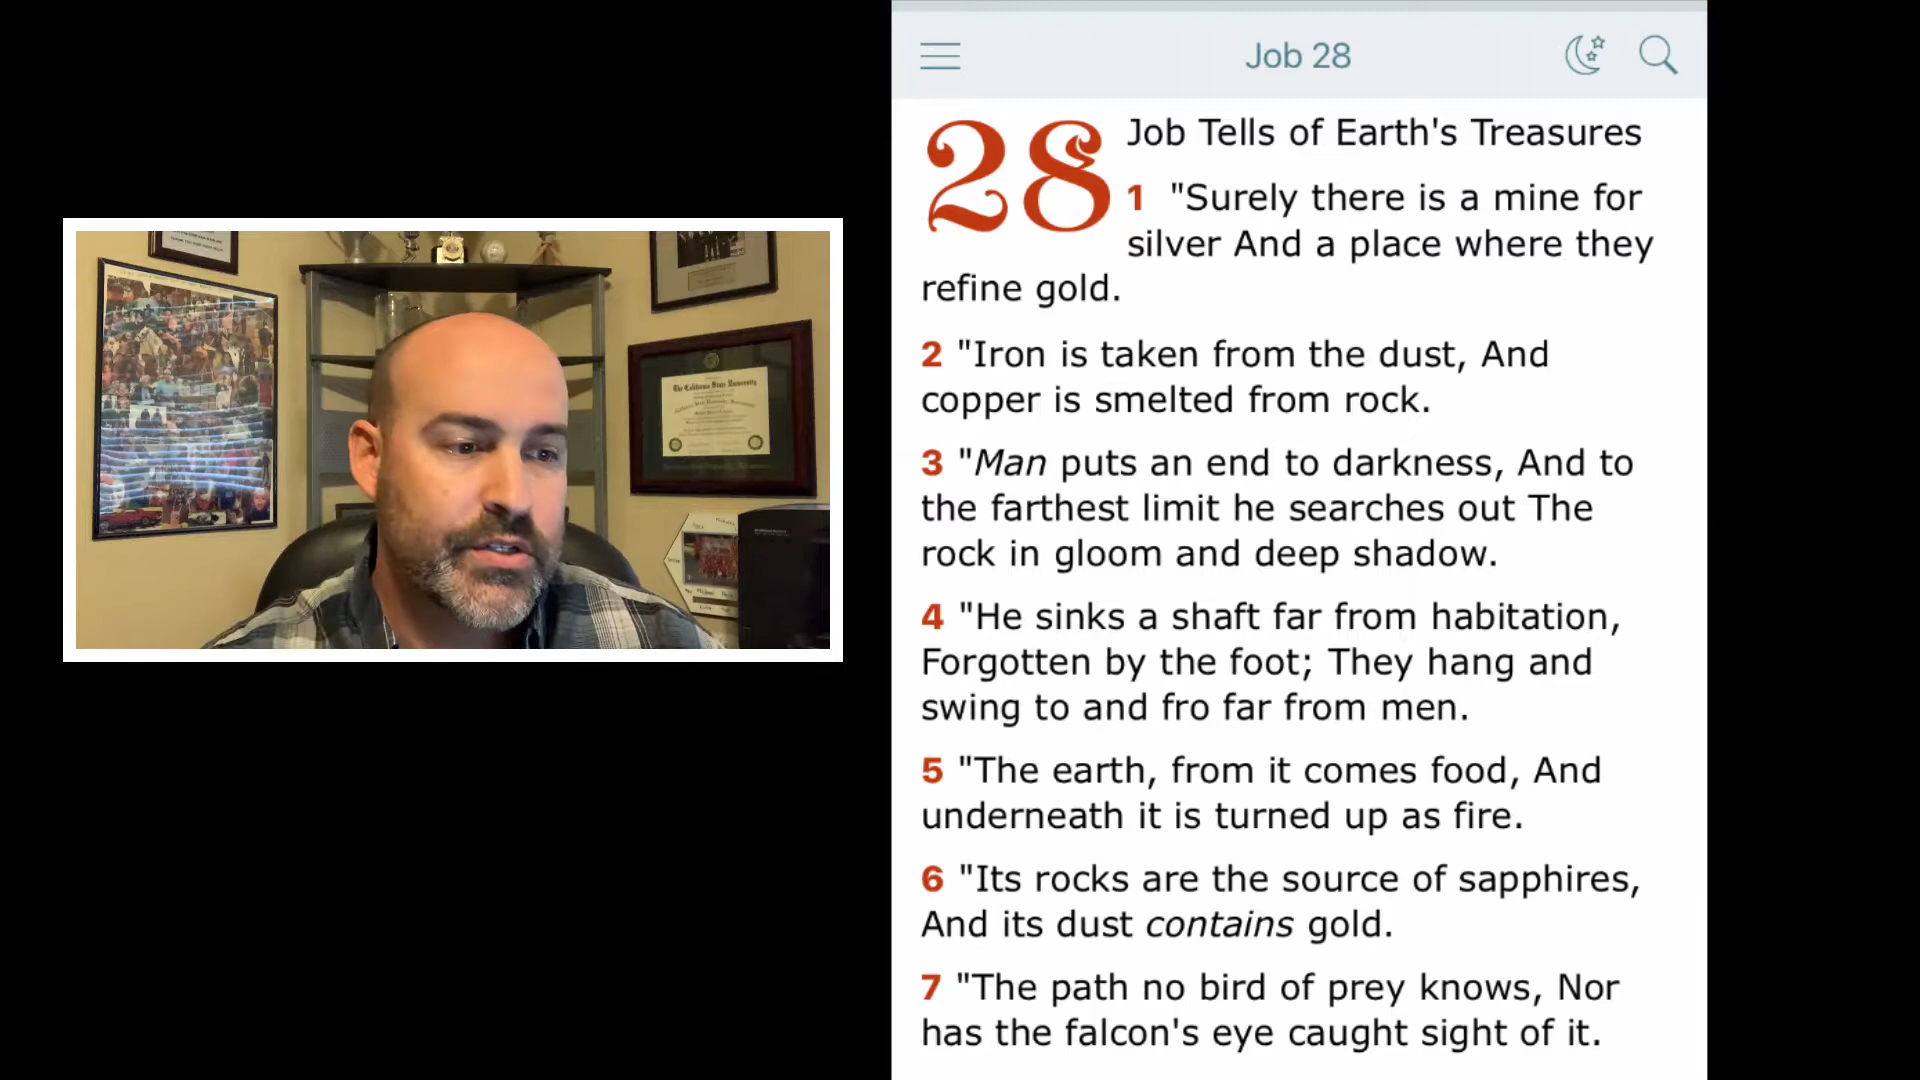 Job 28
28 Job Tells of Earth's Treasures
1 "Surely there is a mine for
silver And a place where they
refine gold.
2 "Iron is taken from the dust, And
copper is smelted from rock.
3 "Man puts an end to darkness, And to
the farthest limit he searches out The
rock in gloom and deep shadow.
4 "He sinks a shaft far from habitation,
Forgotten by the foot; They hang and
swing to and fro far from men.
5 "The earth, from it comes food, And
underneath it is turned up as fire.
6 "Its rocks are the source of sapphires,
And its dust contains gold.
7 "The path no bird of prey knows, Nor
has the falcon's eye caught sight of it.
The California State University